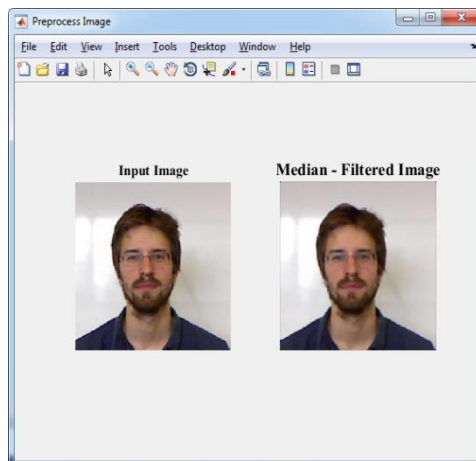 Preprocess Image
File Edit View Insert Tools Desktop Window Help
Input Image
Median - Filtered Image